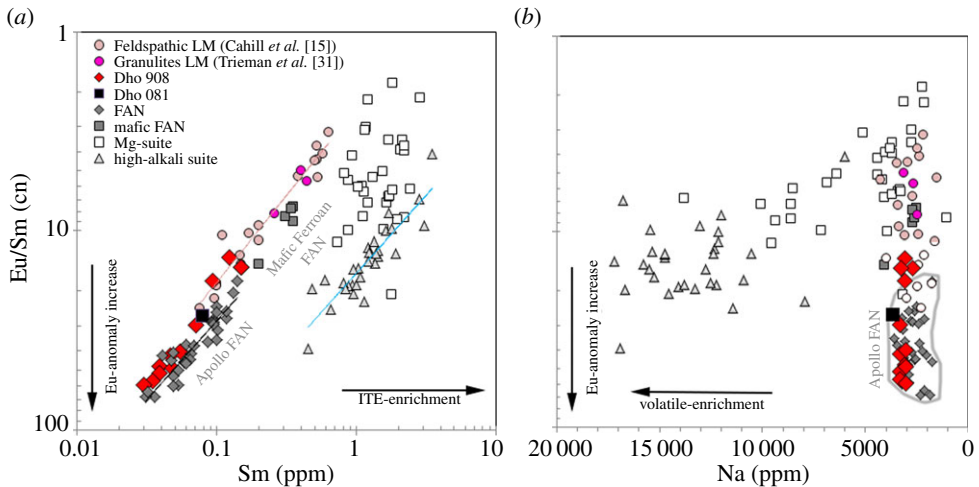 (a)
1
10
100
Eu/Sm (cn)
Feldspathic LM (Cahill et al. [15])
Granulites LM (Trieman et al. [31])
Dho 908
Dho 081
FAN
mafic FAN
Mg-suite
high-alkali suite
Mafic Ferroan
FAN
Apollo FAN
Eu-anomaly increase
ITE-enrichment
0.01 0.1 1 10
Sm (ppm)
(b)
Eu-anomaly increase
volatile-enrichment
Apollo FAN
20 000 15 000 10 000 5000 0
Na (ppm)